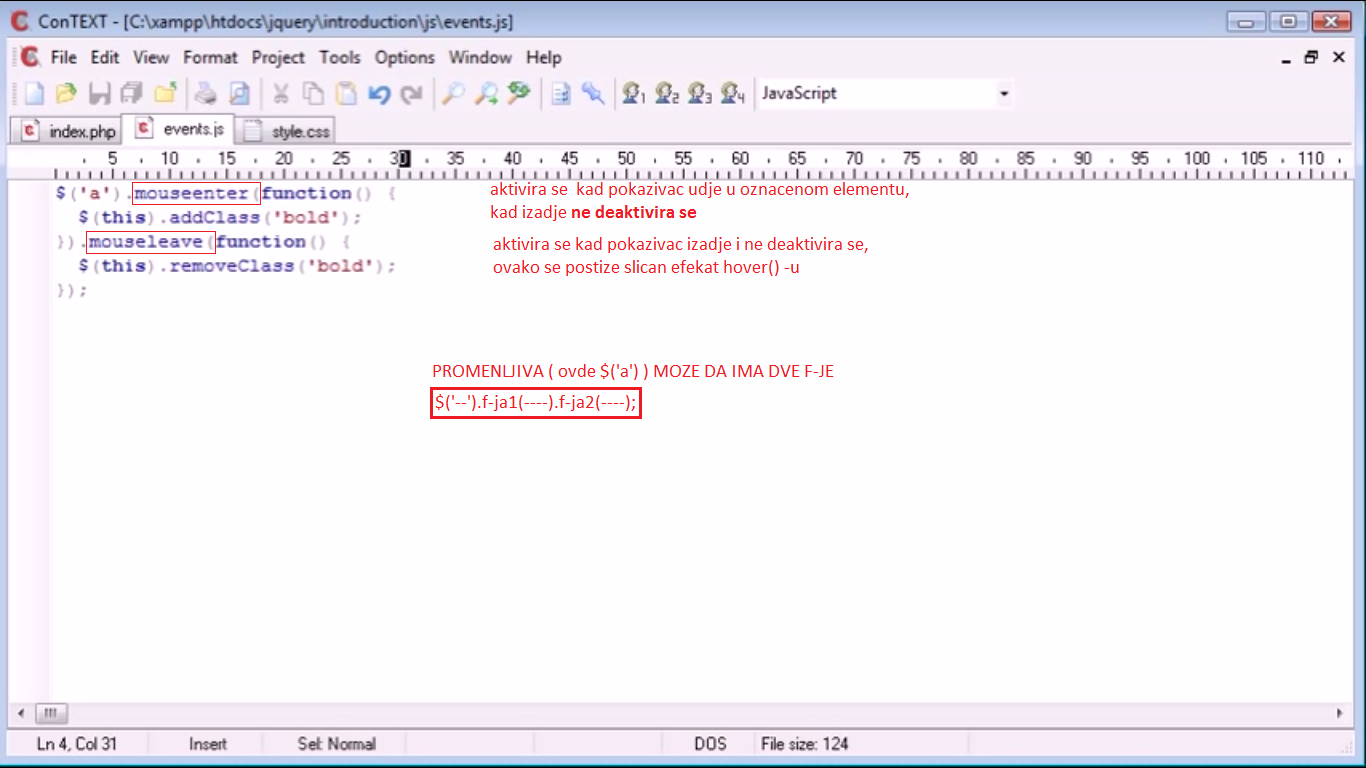 ConTEXT - [C:\xampp\htdocs\jquery\introduction\js\events.js]
File Edit View Format Project Tools Options Window Help
1 2 3 4 JavaScript
index.php events.js style.css
5 10 15 20 25 30 35 40 45 50 55 60 65 70 75 80 85 90 95 100 105 110
$('a').mouseenter(function() {
$(this).addClass('bold');
}).mouseleave(function() {
$(this).removeClass('bold');
});
aktivira se kad pokazivac udje u oznacenom elementu,
kad izadje ne deaktivira se
aktivira se kad pokazivac izadje i ne deaktivira se,
ovako se postize slican efekat hover() -u
PROMENLJIVA ( ovde $('a') ) MOZE DA IMA DVE F-JE
$('--').f-ja1(----).f-ja2(----);
Ln 4, Col 31 Insert Sel: Normal DOS File size: 124